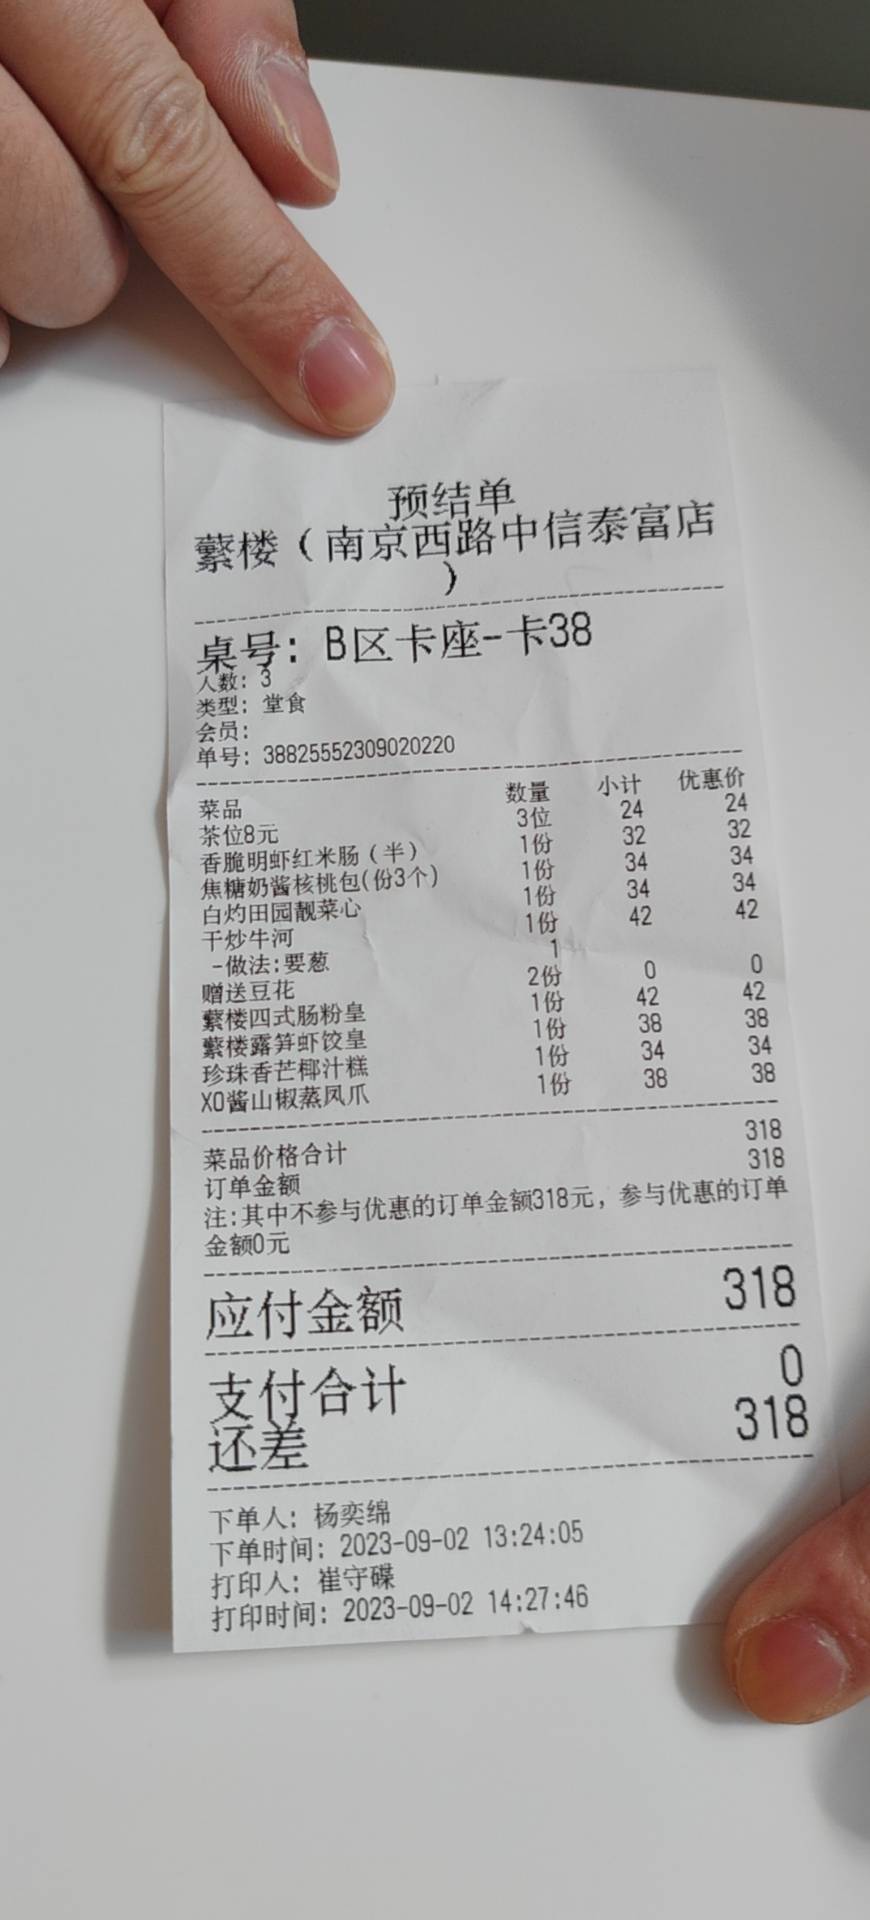 预结单
蘩楼（南京西路中信泰富店
）
桌号: B区卡座-卡38
人数: 3
类型: 堂食
会员:
单号: 38825552309020220
菜品 数量 小计 优惠价
茶位8元 3位 24 24
香脆明虾红米肠（半） 1份 32 32
焦糖奶酱核桃包(份3个) 1份 34 34
白灼田园靓菜心 1份 34 34
干炒牛河 1份 42 42
-做法:要葱 1
赠送豆花 2份 0 0
蘩楼四式肠粉皇 1份 42 42
蘩楼露笋虾饺皇 1份 38 38
珍珠香芒椰汁糕 1份 34 34
XO酱山椒蒸凤爪 1份 38 38
菜品价格合计 318
订单金额 318
注:其中不参与优惠的订单金额318元，参与优惠的订单
金额0元
应付金额 318
支付合计 0
还差 318
下单人: 杨奕绵
下单时间: 2023-09-02 13:24:05
打印人: 崔守碟
打印时间: 2023-09-02 14:27:46